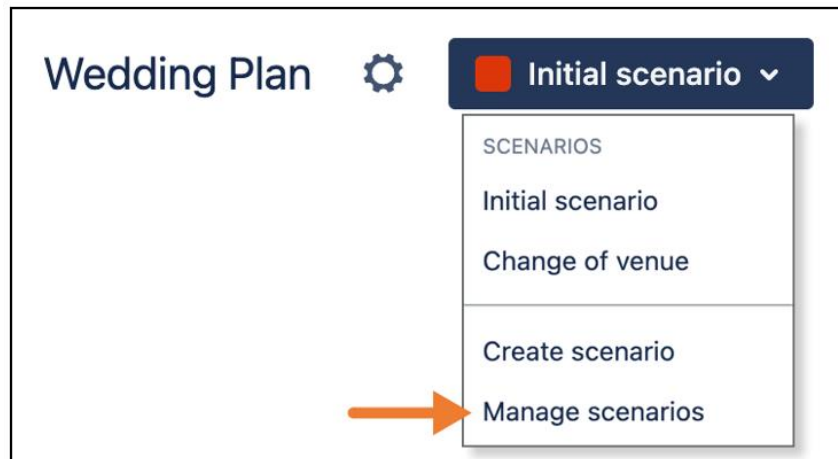 Wedding Plan Initial scenario
SCENARIOS
Initial scenario
Change of venue
Create scenario
Manage scenarios